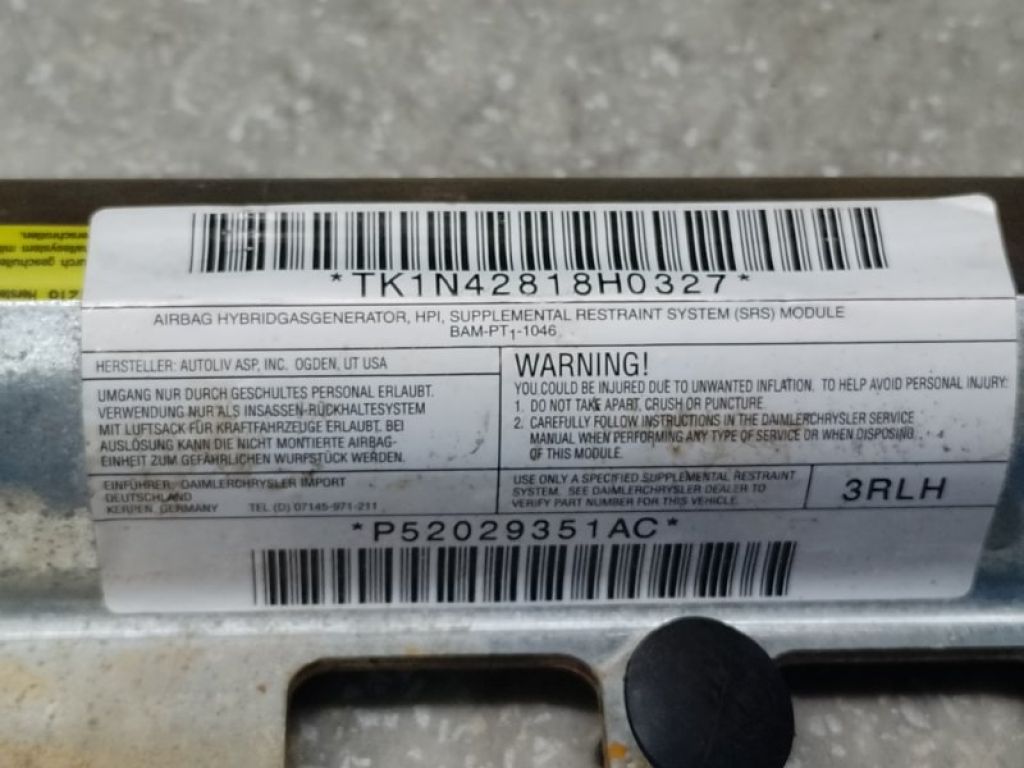 *TK1N42818H0327*
AIRBAG HYBRIDGASGENERATOR, HPI, SUPPLEMENTAL RESTRAINT SYSTEM (SRS) MODULE
BAM-PT1-1046
HERSTELLER: AUTOLIV ASP, INC. OGDEN, UT USA
UMGANG NUR DURCH GESCHULTES PERSONAL ERLAUBT.
VERWENDUNG NUR ALS INSASSEN-RÜCKHALTESYSTEM
MIT LUFTSACK FÜR KRAFTFAHRZEUGE ERLAUBT. BEI
AUSLÖSUNG KANN DIE NICHT MONTIERTE AIRBAG-
EINHEIT ZUM GEFÄHRLICHEN WURFSTÜCK WERDEN.
EINFÜHRER: DAIMLERCHRYSLER IMPORT
DEUTSCHLAND
KERPEN, GERMANY TEL (D) 07145-971-211
WARNING!
YOU COULD BE INJURED DUE TO UNWANTED INFLATION. TO HELP AVOID PERSONAL INJURY:
1. DO NOT TAKE APART, CRUSH OR PUNCTURE.
2. CAREFULLY FOLLOW INSTRUCTIONS IN THE DAIMLERCHRYSLER SERVICE
MANUAL WHEN PERFORMING ANY TYPE OF SERVICE OR WHEN DISPOSING
OF THIS MODULE.
USE ONLY A SPECIFIED SUPPLEMENTAL RESTRAINT
SYSTEM. SEE DAIMLERCHRYSLER DEALER TO
VERIFY PART NUMBER FOR THIS VEHICLE.
3RLH
*P52029351AC*